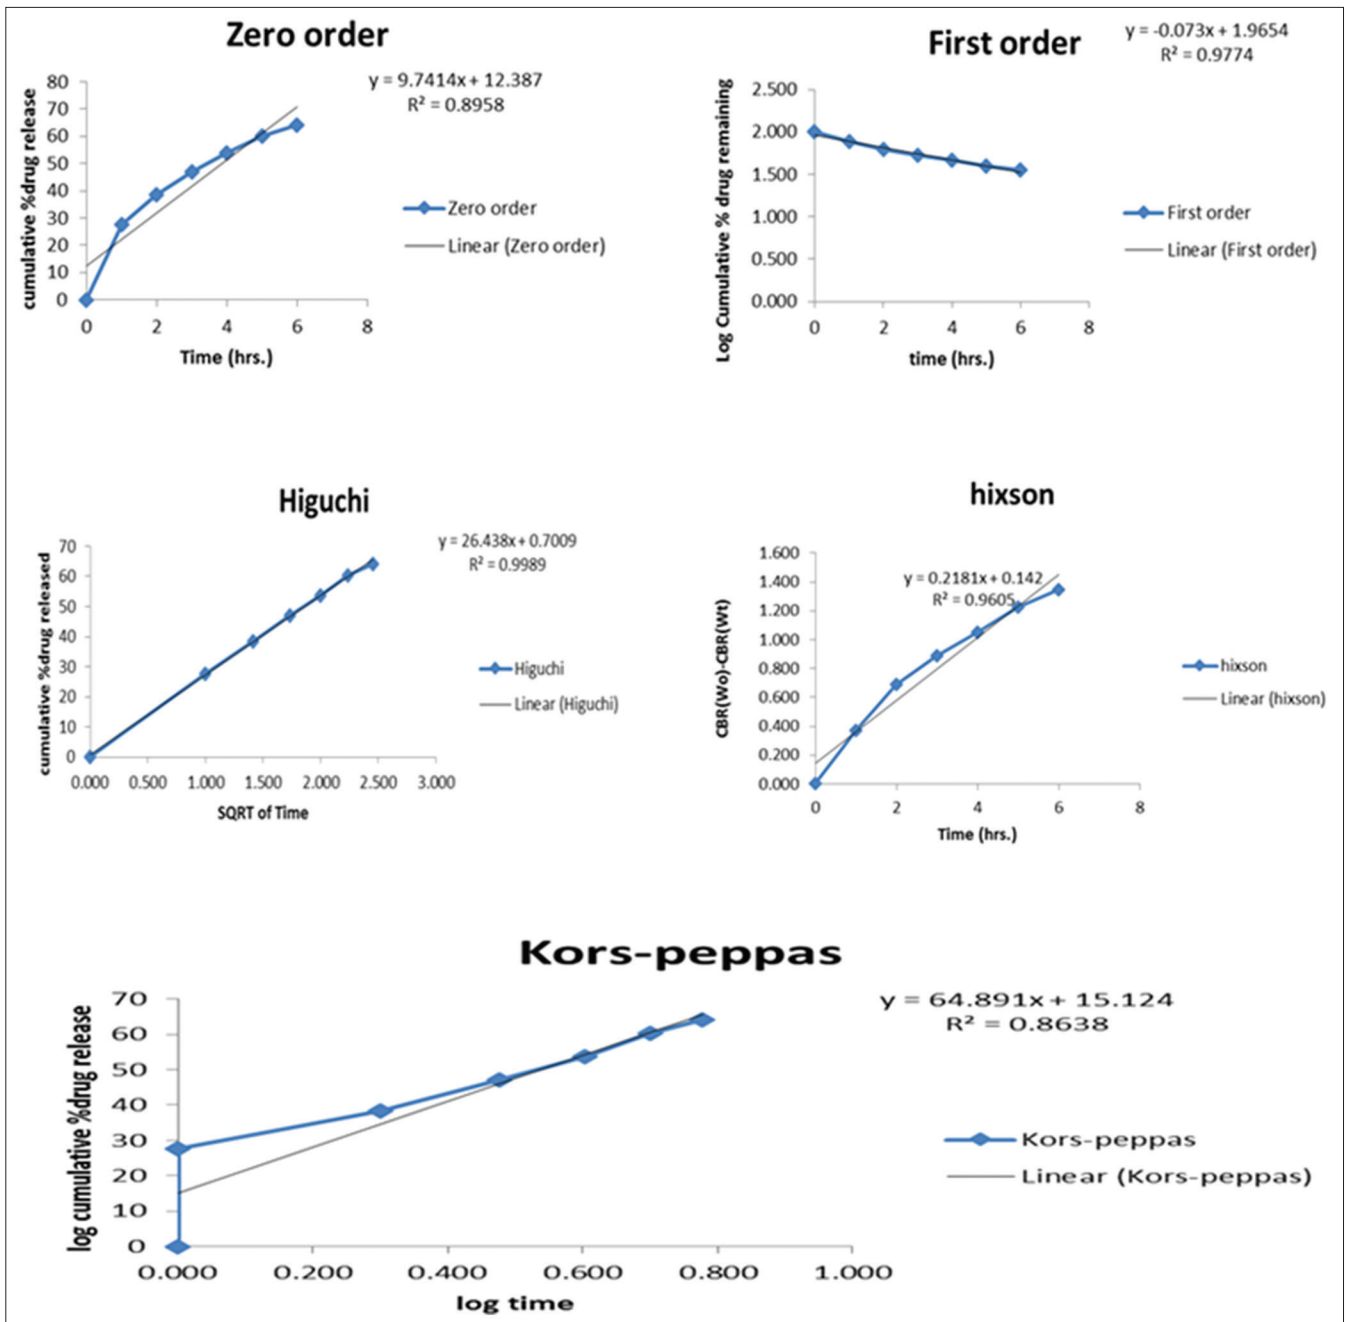 Zero order
y = 9.7414x + 12.387
R² = 0.8958
cumulative %drug release
80
70
60
50
40
30
20
10
0
0 2 4 6 8
Time (hrs.)
Zero order
Linear (Zero order)
First order
y = -0.073x + 1.9654
R² = 0.9774
Log Cumulative % drug remaining
2.500
2.000
1.500
1.000
0.500
0.000
0 2 4 6 8
time (hrs.)
First order
Linear (First order)
Higuchi
y = 26.438x + 0.7009
R² = 0.9989
cumulative %drug released
70
60
50
40
30
20
10
0
0.000 0.500 1.000 1.500 2.000 2.500 3.000
SQRT of Time
Higuchi
Linear (Higuchi)
hixson
y = 0.2181x + 0.142
R² = 0.9605
CBR(Wo)-CBR(Wt)
1.600
1.400
1.200
1.000
0.800
0.600
0.400
0.200
0.000
0 2 4 6 8
Time (hrs.)
hixson
Linear (hixson)
Kors-peppas
y = 64.891x + 15.124
R² = 0.8638
log cumulative %drug release
70
60
50
40
30
20
10
0
0.000 0.200 0.400 0.600 0.800 1.000
log time
Kors-peppas
Linear (Kors-peppas)